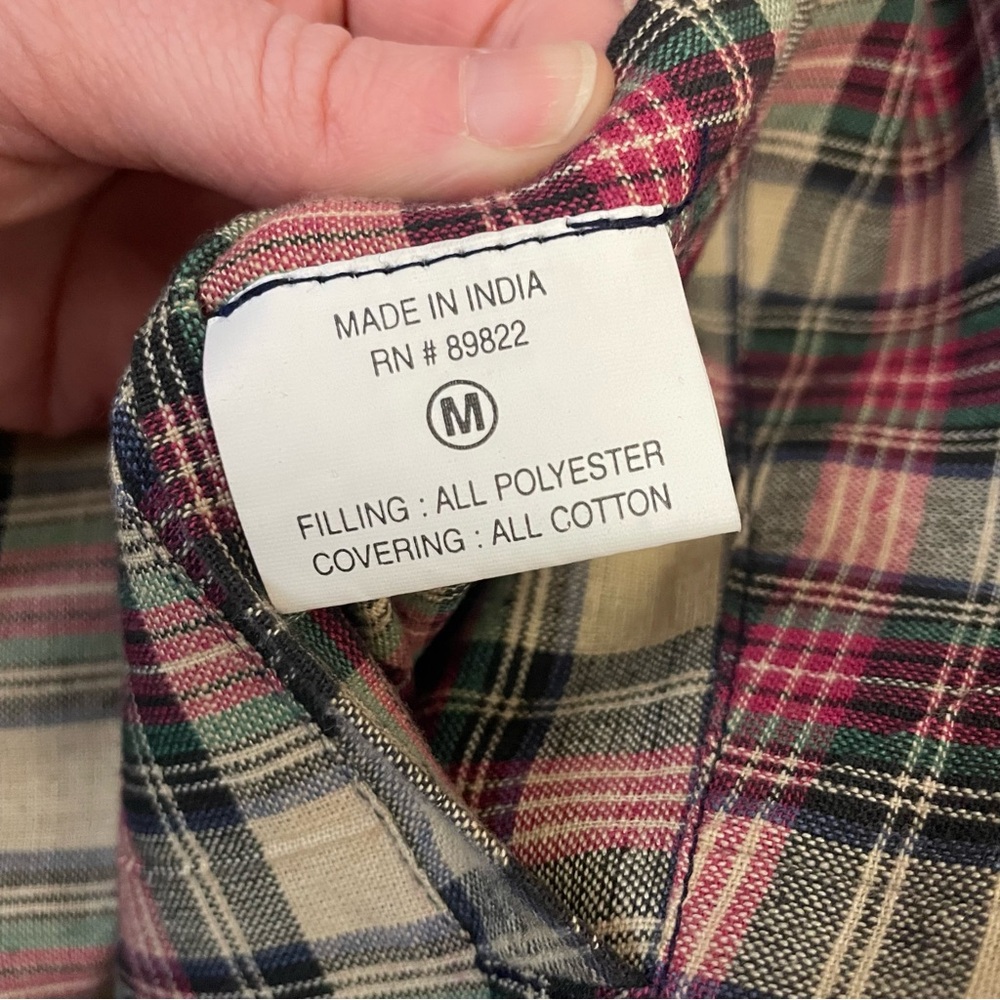 MADE IN INDIA
RN # 89822
M
FILLING : ALL POLYESTER
COVERING : ALL COTTON